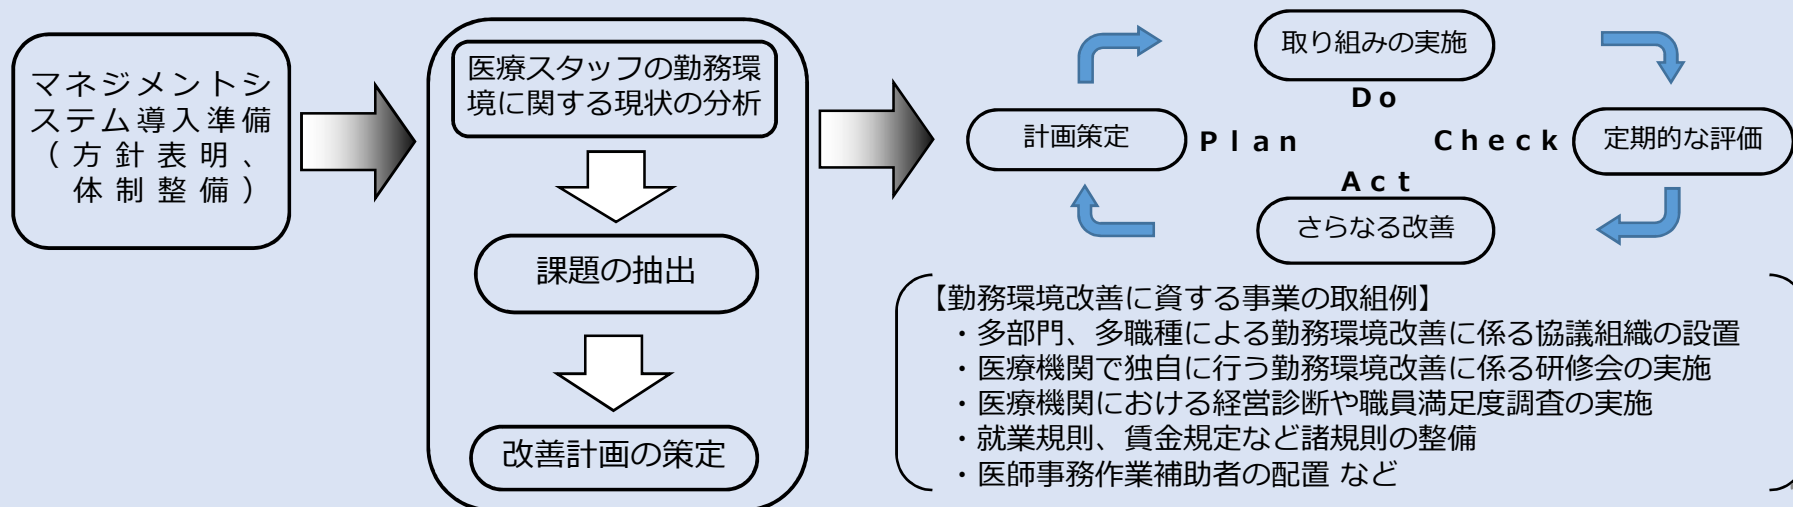 マネジメントシ
ステム導入準備
（方針表明、
体制整備）
医療スタッフの勤務環
境に関する現状の分析
課題の抽出
改善計画の策定
取り組みの実施
Do
計画策定
Plan
Check
定期的な評価
Act
さらなる改善
【勤務環境改善に資する事業の取組例】
・多部門、多職種による勤務環境改善に係る協議組織の設置
・医療機関で独自に行う勤務環境改善に係る研修会の実施
・医療機関における経営診断や職員満足度調査の実施
・就業規則、賃金規定など諸規則の整備
・医師事務作業補助者の配置 など